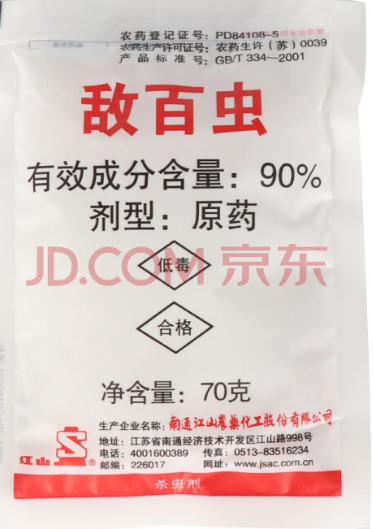 农药登记证号：PD84108-5
农药生产许可证号：农药生许（苏）0039
产品标准号：GB/T 334—2001
敌百虫
有效成分含量：90%
剂型：原药
JD.COM 京东
低毒
合格
净含量：70克
生产企业名称：南通江山农药化工股份有限公司
地址：江苏省南通经济技术开发区江山路998号
电话：4001600389 传真：0513-83516234
邮编：226017 网址：www.jsac.com.cn
江山®
杀虫剂